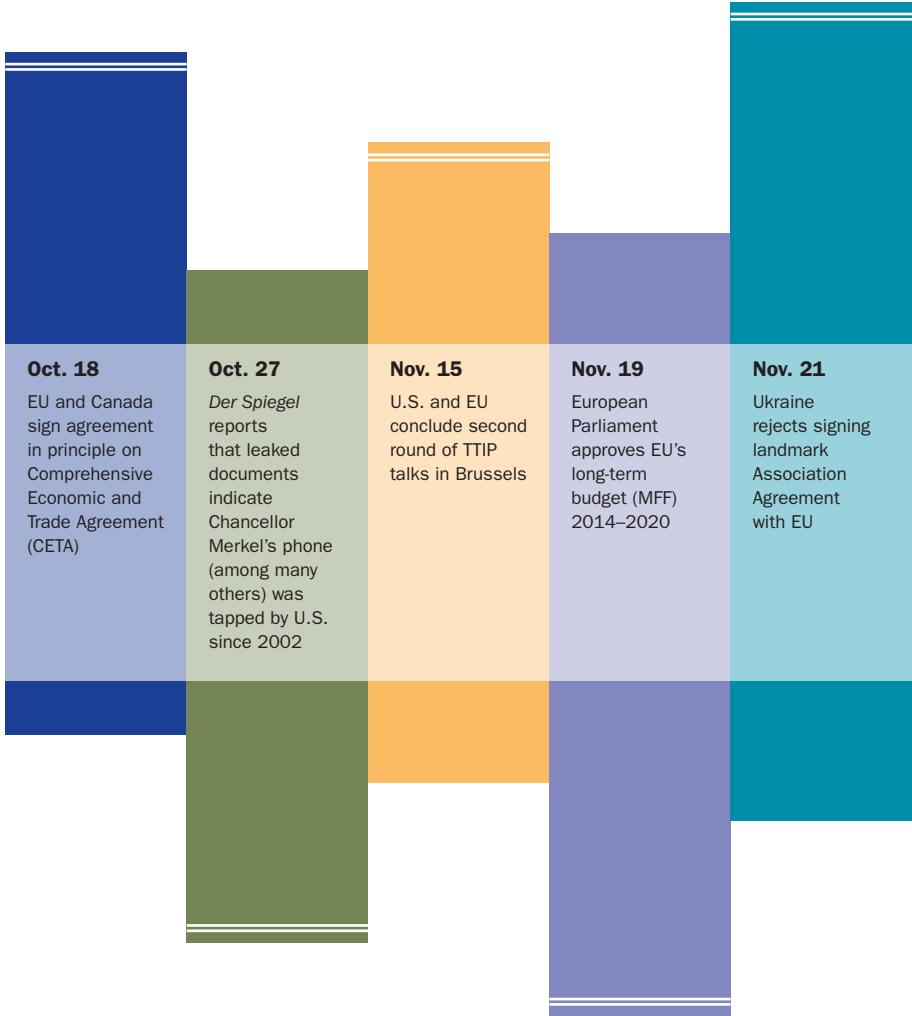 Oct. 18
EU and Canada
sign agreement
in principle on
Comprehensive
Economic and
Trade Agreement
(CETA)
Oct. 27
Der Spiegel
reports
that leaked
documents
indicate
Chancellor
Merkel’s phone
(among many
others) was
tapped by U.S.
since 2002
Nov. 15
U.S. and EU
conclude second
round of TTIP
talks in Brussels
Nov. 19
European
Parliament
approves EU’s
long-term
budget (MFF)
2014–2020
Nov. 21
Ukraine
rejects signing
landmark
Association
Agreement
with EU